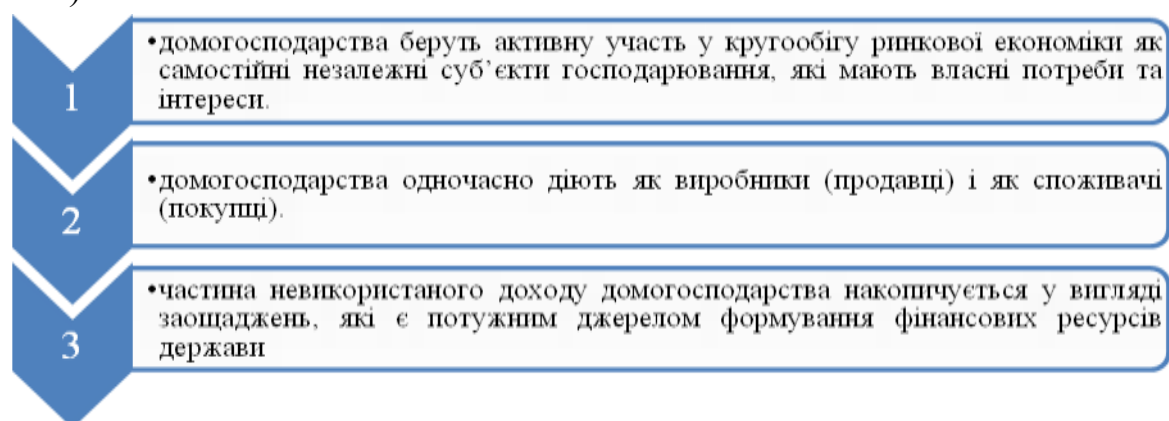 )
1
•домогосподарства беруть активну участь у кругообігу ринкової економіки як
самостійні незалежні суб’єкти господарювання, які мають власні потреби та
інтереси.
2
•домогосподарства одночасно діють як виробники (продавці) і як споживачі
(покупці).
3
•частина невикористаного доходу домогосподарства накопичується у вигляді
заощаджень, які є потужним джерелом формування фінансових ресурсів
держави